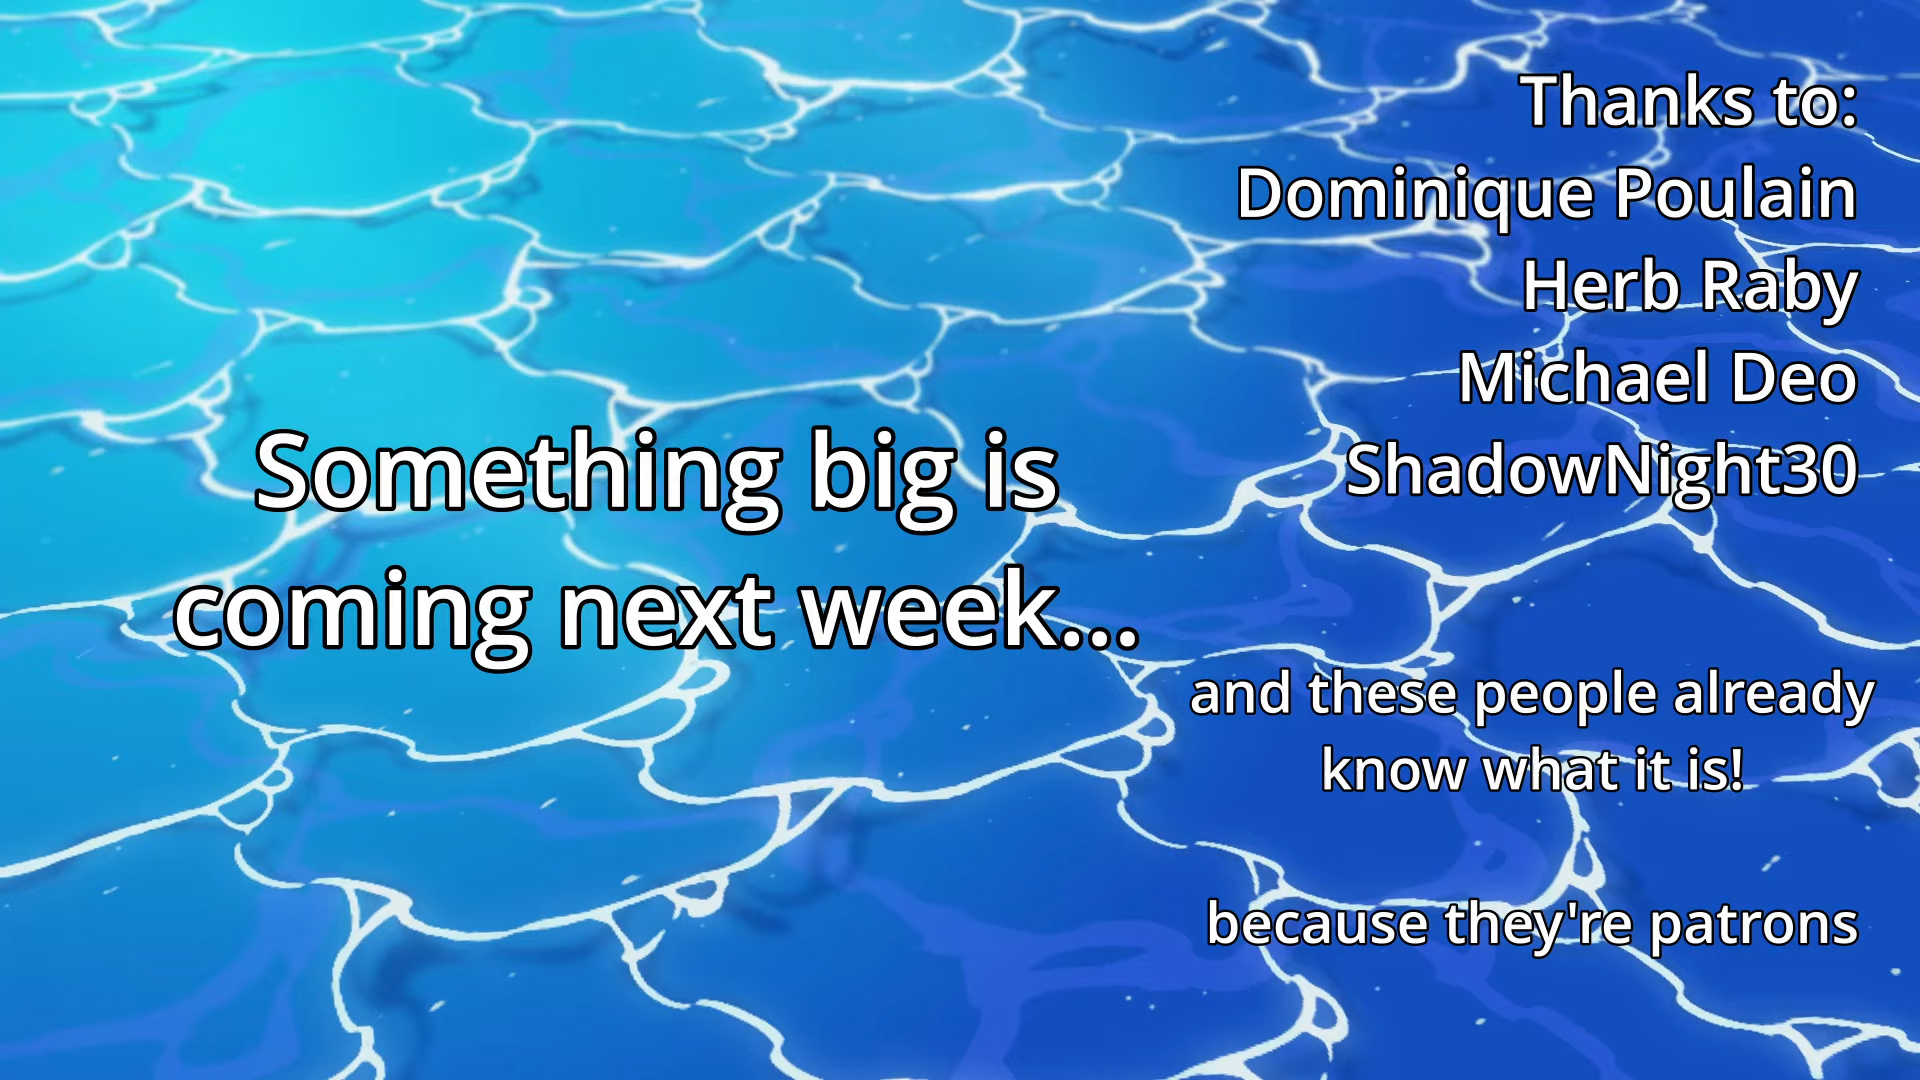 Something big is
coming next week...
Thanks to:
Dominique Poulain
Herb Raby
Michael Deo
ShadowNight30
and these people already
know what it is!
because they're patrons